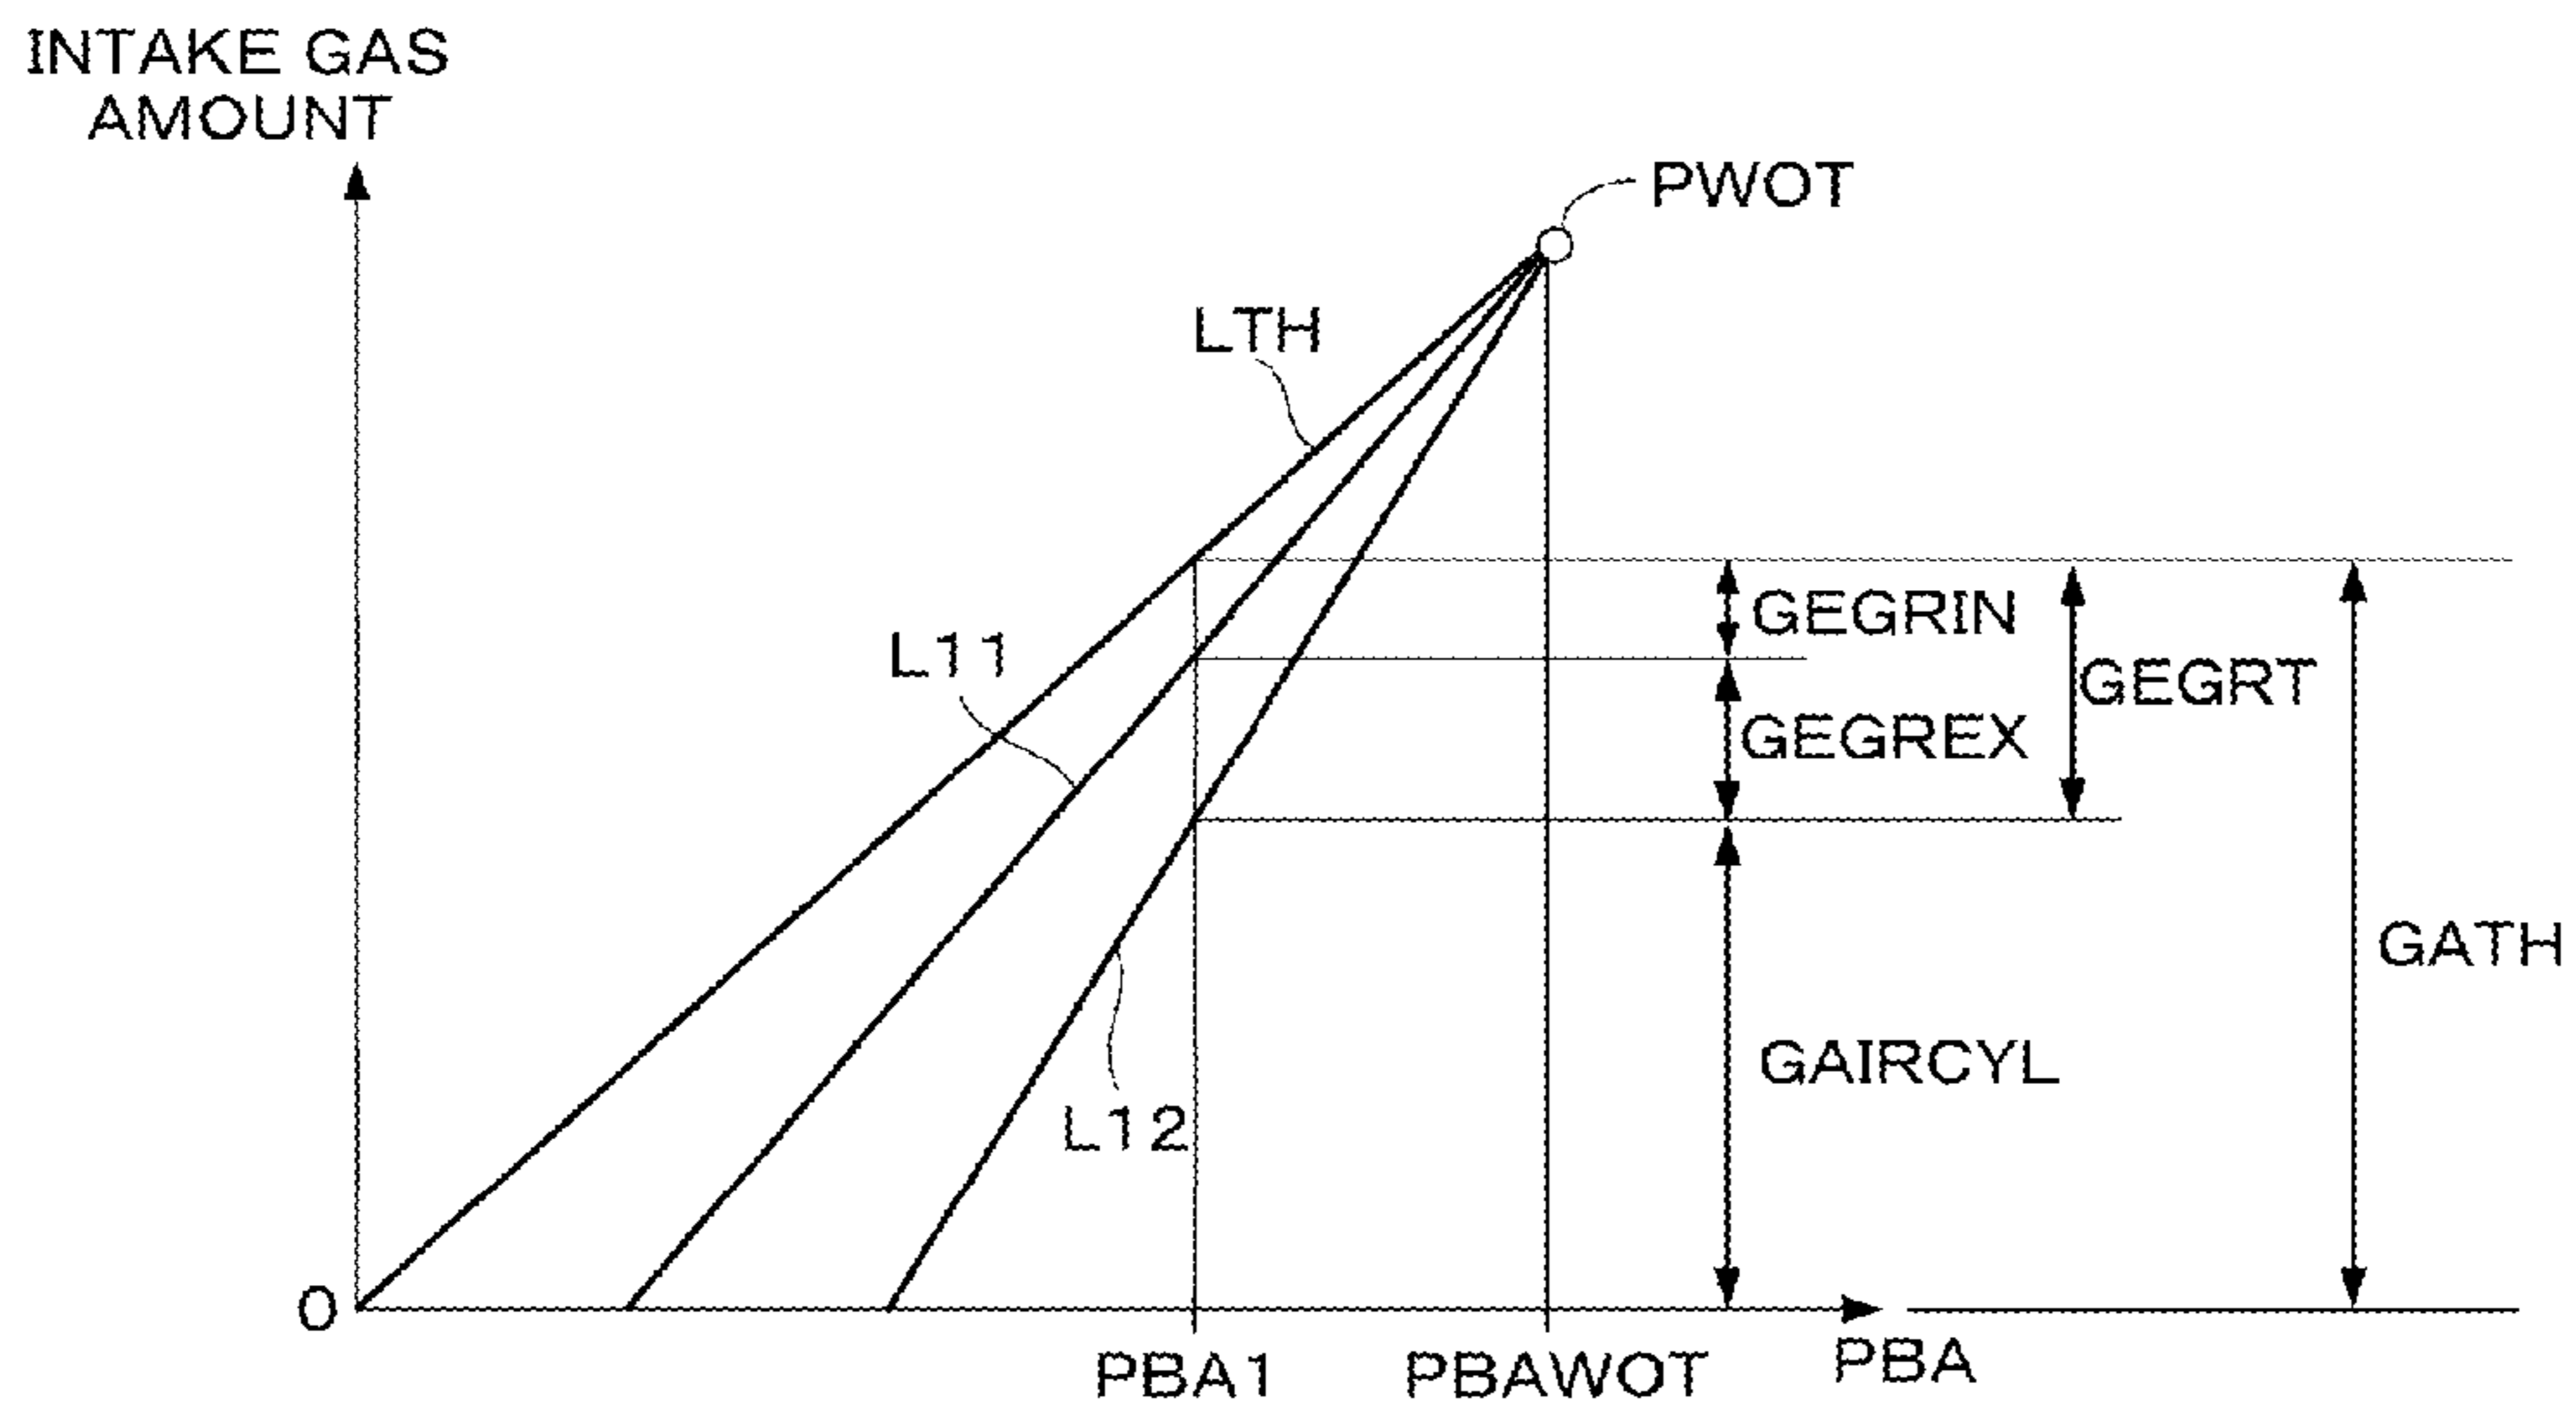 INTAKE GAS
AMOUNT
PWOT
LTH
L11
GEGRIN
GEGRT
GEGREX
GATH
GAIRCYL
L12
0
PBA1
PBAWOT
PBA